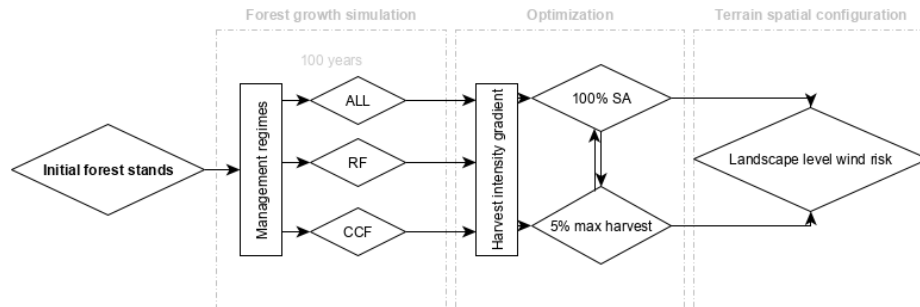 Forest growth simulation
Optimization
Terrain spatial configuration
100 years
Initial forest stands
Management regimes
ALL
RF
CCF
Harvest intensity gradient
100% SA
5% max harvest
Landscape level wind risk